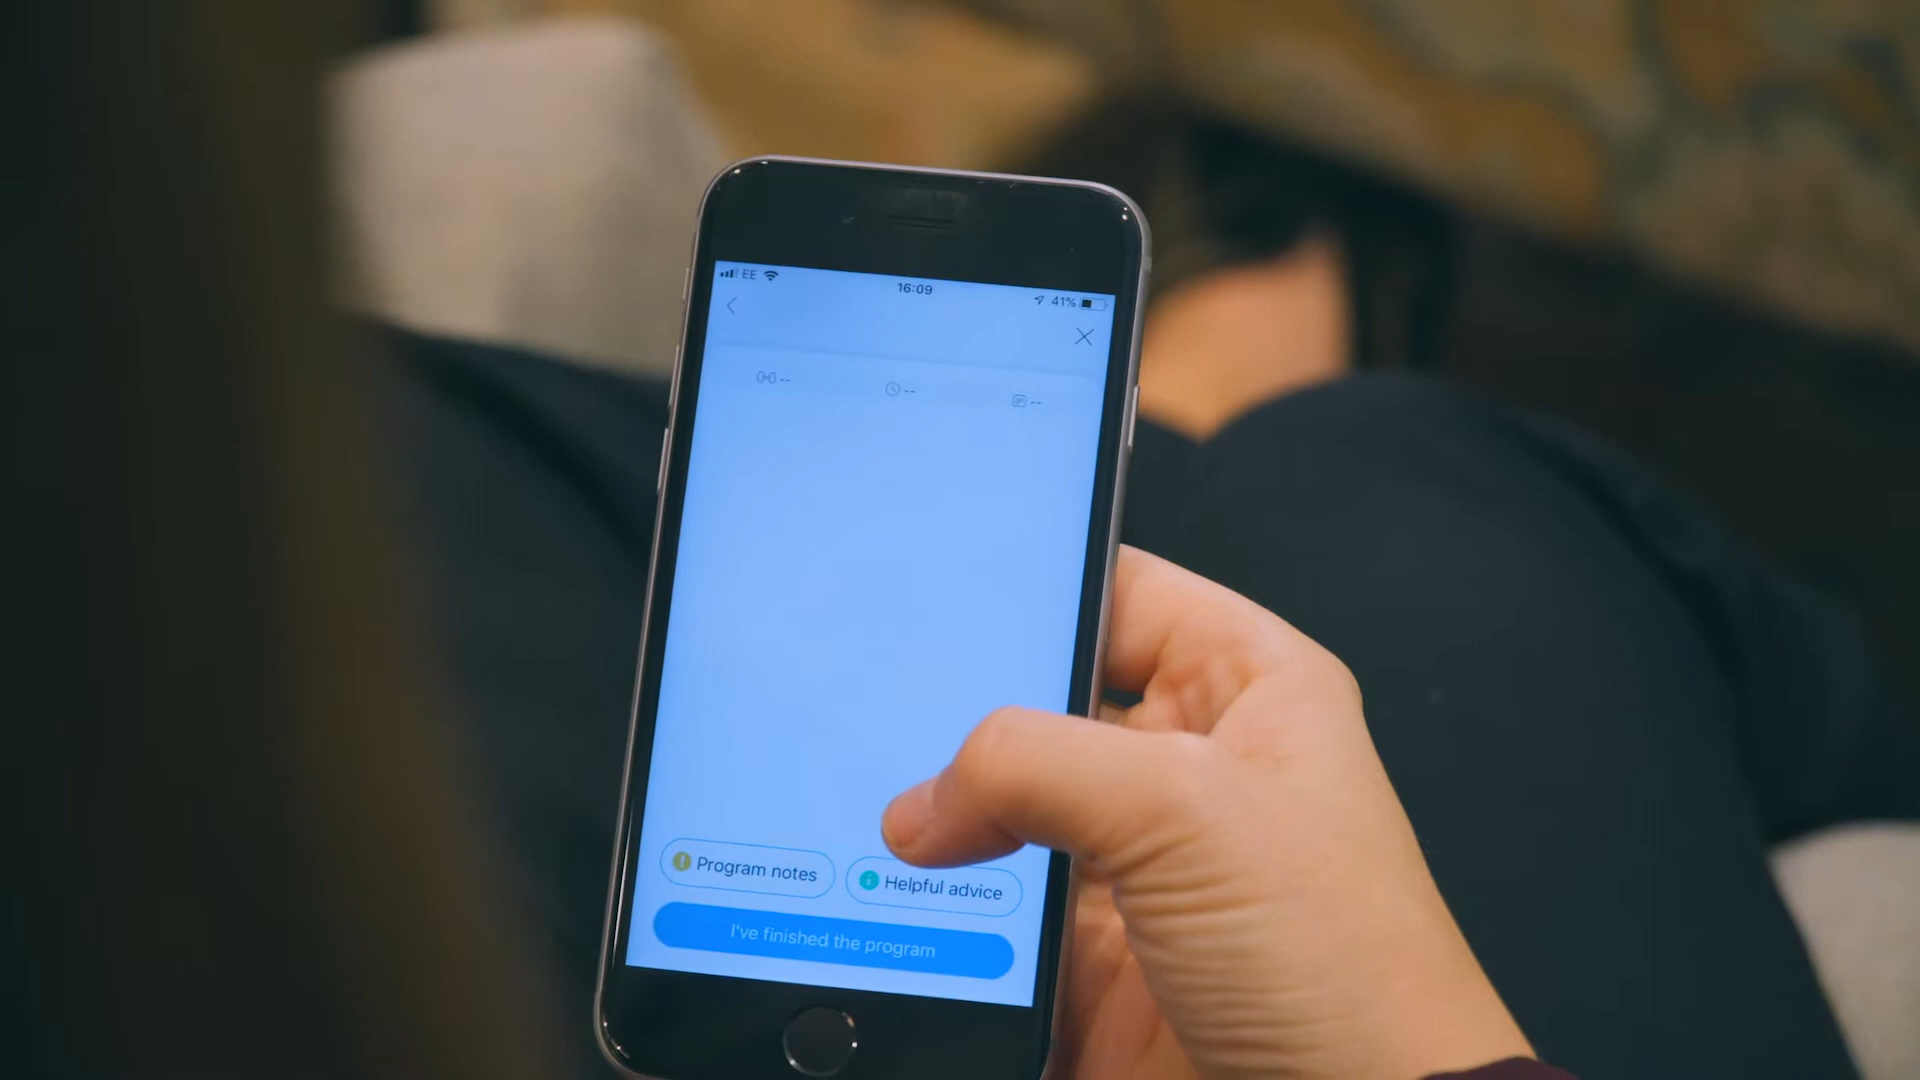 EE
16:09
41%
--
--
--
Program notes
Helpful advice
I've finished the program